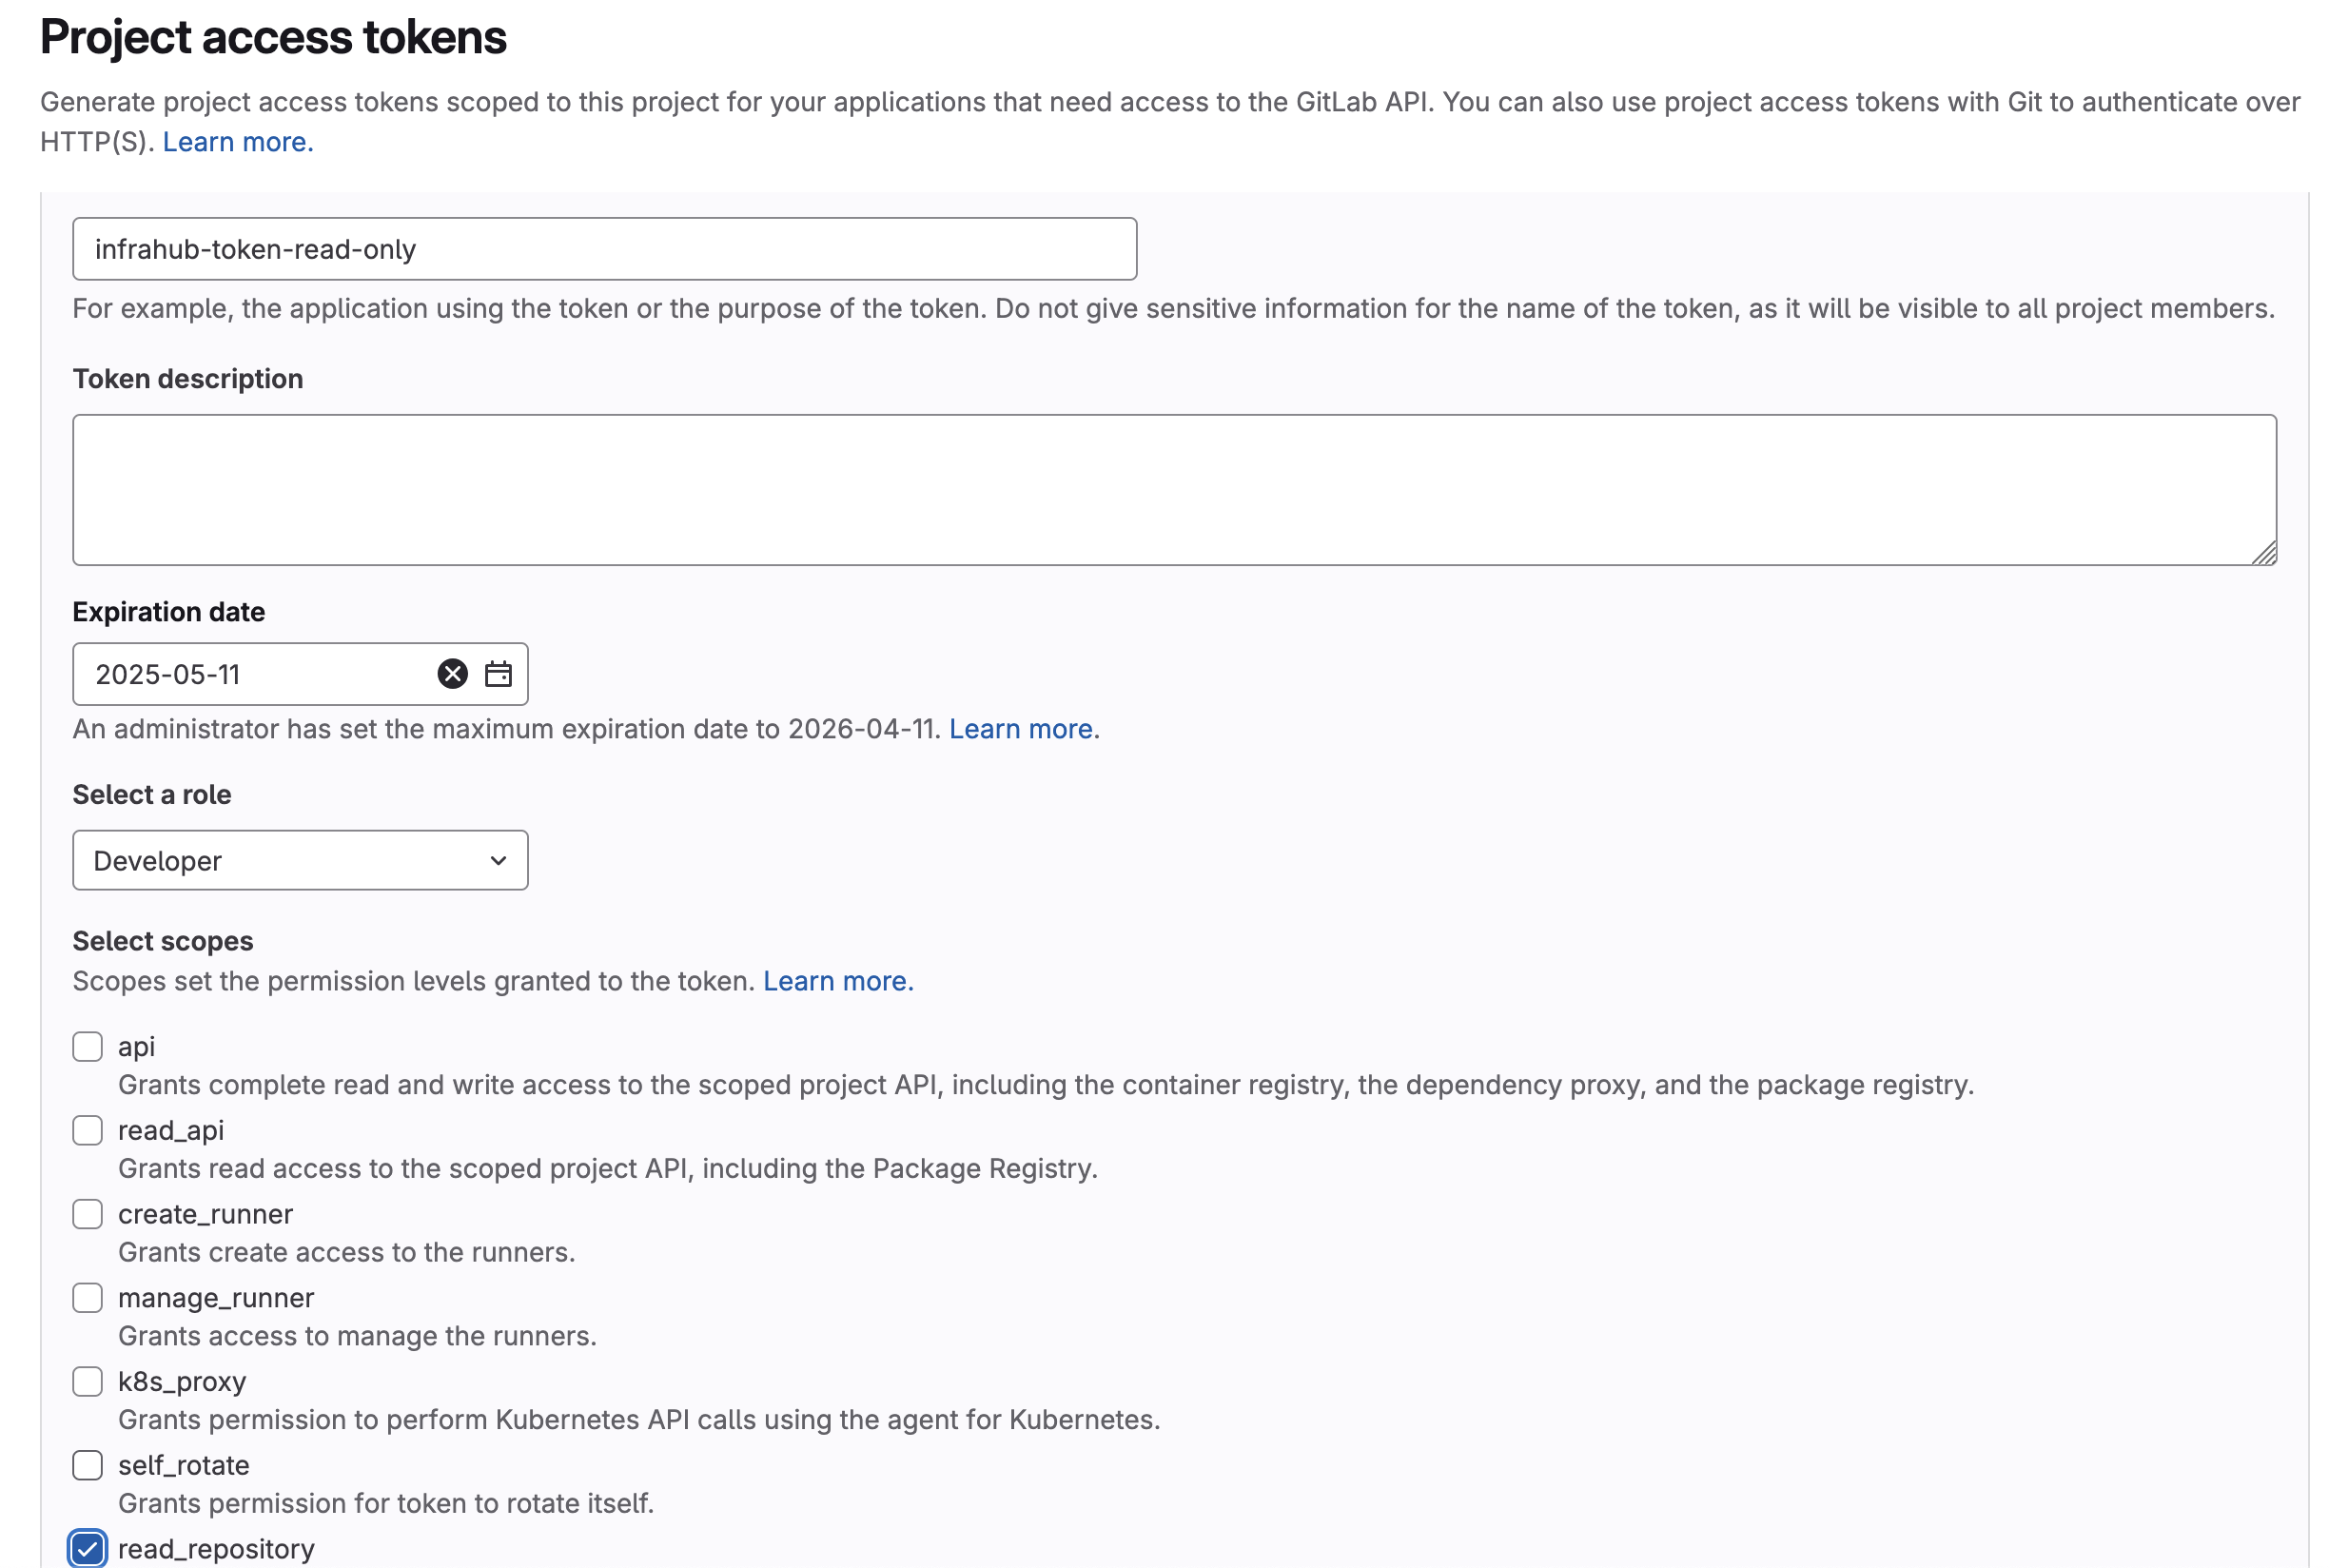 Project access tokens
Generate project access tokens scoped to this project for your applications that need access to the GitLab API. You can also use project access tokens with Git to authenticate over
HTTP(S). Learn more.
infrahub-token-read-only
For example, the application using the token or the purpose of the token. Do not give sensitive information for the name of the token, as it will be visible to all project members.
Token description
Expiration date
2025-05-11
An administrator has set the maximum expiration date to 2026-04-11. Learn more.
Select a role
Developer
Select scopes
Scopes set the permission levels granted to the token. Learn more.
api
Grants complete read and write access to the scoped project API, including the container registry, the dependency proxy, and the package registry.
read_api
Grants read access to the scoped project API, including the Package Registry.
create_runner
Grants create access to the runners.
manage_runner
Grants access to manage the runners.
k8s_proxy
Grants permission to perform Kubernetes API calls using the agent for Kubernetes.
self_rotate
Grants permission for token to rotate itself.
read_repository